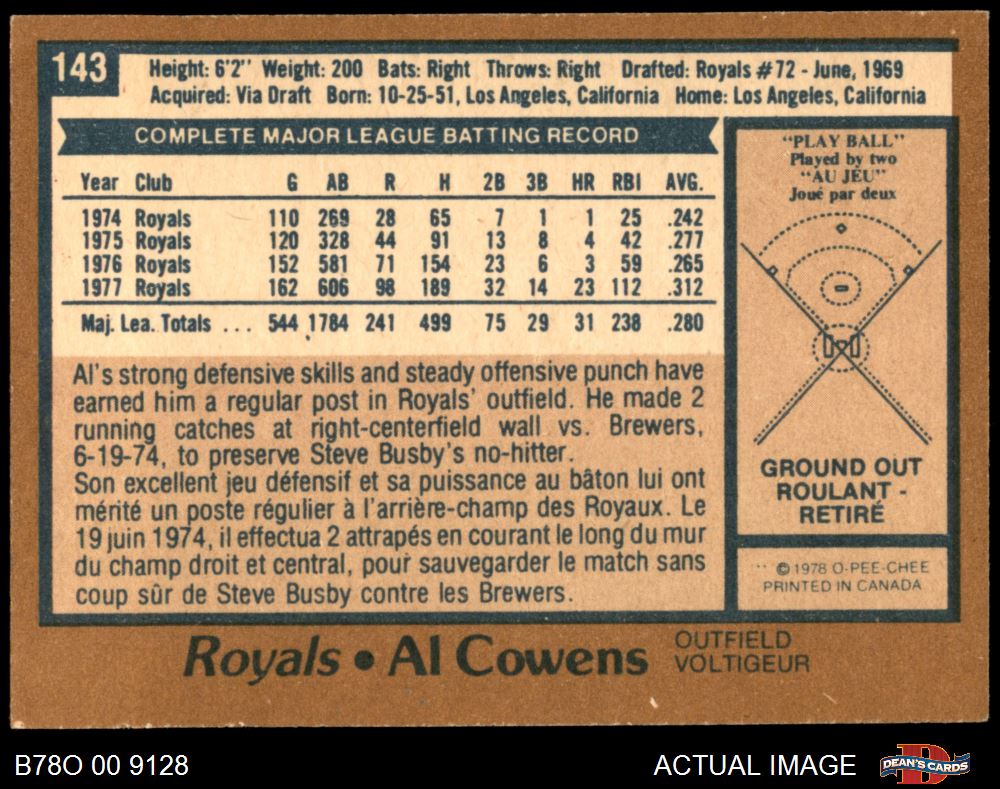 143
Height: 6'2" Weight: 200 Bats: Right Throws: Right Drafted: Royals #72 - June, 1969
Acquired: Via Draft Born: 10-25-51, Los Angeles, California Home: Los Angeles, California
COMPLETE MAJOR LEAGUE BATTING RECORD
Year Club G AB R H 2B 3B HR RBI AVG.
1974 Royals 110 269 28 65 7 1 1 25 .242
1975 Royals 120 328 44 91 13 8 4 42 .277
1976 Royals 152 581 71 154 23 6 3 59 .265
1977 Royals 162 606 98 189 32 14 23 112 .312
Maj. Lea. Totals ... 544 1784 241 499 75 29 31 238 .280
Al's strong defensive skills and steady offensive punch have
earned him a regular post in Royals' outfield. He made 2
running catches at right-centerfield wall vs. Brewers,
6-19-74, to preserve Steve Busby's no-hitter.
Son excellent jeu défensif et sa puissance au bâton lui ont
mérité un poste régulier à l'arrière-champ des Royaux. Le
19 juin 1974, il effectua 2 attrapés en courant le long du mur
du champ droit et central, pour sauvegarder le match sans
coup sûr de Steve Busby contre les Brewers.
"PLAY BALL"
Played by two
"AU JEU"
Joué par deux
GROUND OUT
ROULANT -
RETIRÉ
© 1978 O-PEE-CHEE
PRINTED IN CANADA
Royals • Al Cowens
OUTFIELD
VOLTIGEUR
B78O 00 9128
ACTUAL IMAGE
DEAN'S CARDS